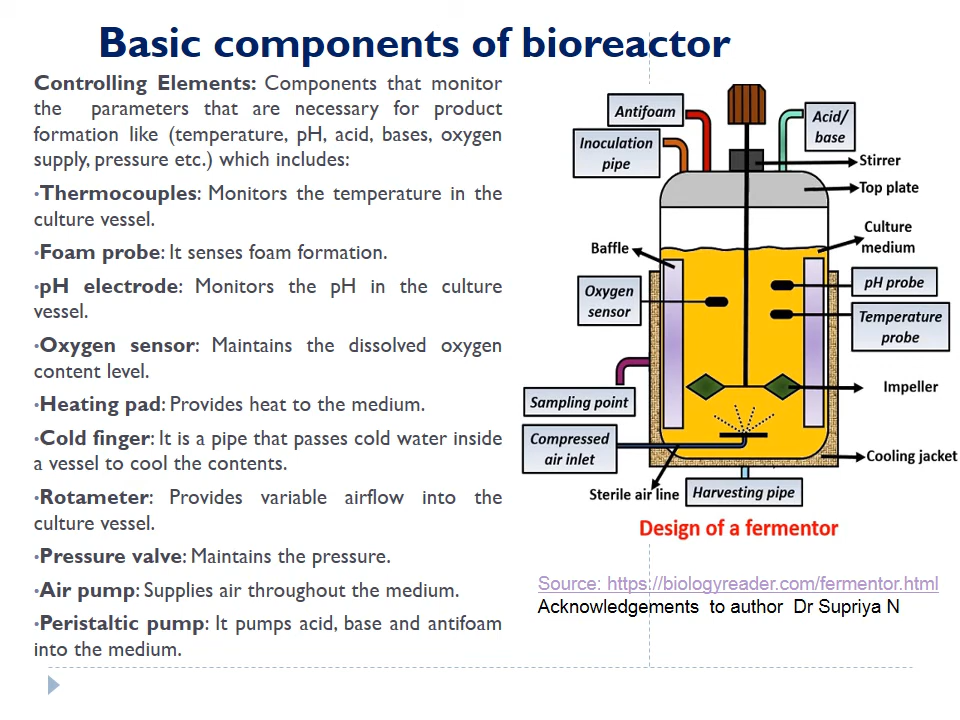 Basic components of bioreactor
Controlling Elements: Components that monitor
the parameters that are necessary for product
formation like (temperature, pH, acid, bases, oxygen
supply, pressure etc.) which includes:
•Thermocouples: Monitors the temperature in the
culture vessel.
•Foam probe: It senses foam formation.
•pH electrode: Monitors the pH in the culture
vessel.
•Oxygen sensor: Maintains the dissolved oxygen
content level.
•Heating pad: Provides heat to the medium.
•Cold finger: It is a pipe that passes cold water inside
a vessel to cool the contents.
•Rotameter: Provides variable airflow into the
culture vessel.
•Pressure valve: Maintains the pressure.
•Air pump: Supplies air throughout the medium.
•Peristaltic pump: It pumps acid, base and antifoam
into the medium.
Antifoam
Acid/
base
Inoculation
pipe
Stirrer
Top plate
Culture
medium
Baffle
Oxygen
sensor
pH probe
Temperature
probe
Impeller
Sampling point
Compressed
air inlet
Cooling jacket
Sterile air line
Harvesting pipe
Design of a fermentor
Source: https://biologyreader.com/fermentor.html
Acknowledgements to author Dr Supriya N